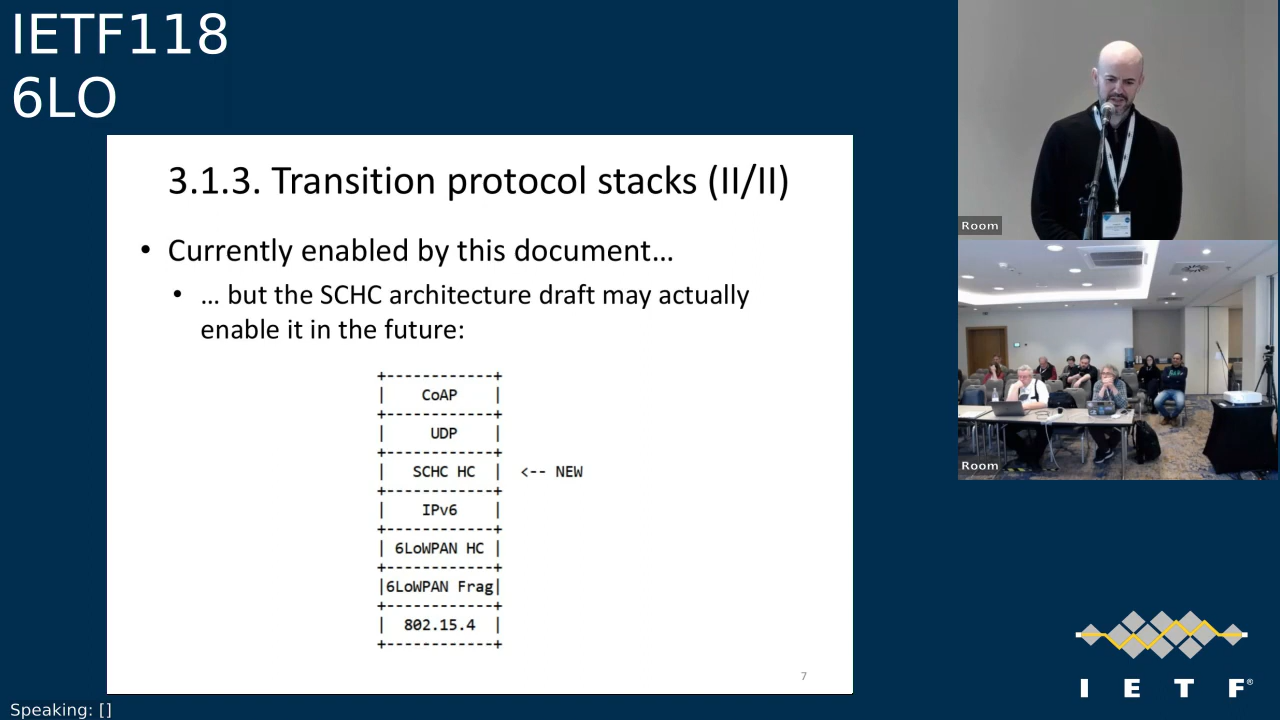 IETF118
6LO
3.1.3. Transition protocol stacks (II/II)
• Currently enabled by this document…
• … but the SCHC architecture draft may actually
enable it in the future:
+------------+
| CoAP |
+------------+
| UDP |
+------------+
| SCHC HC | <-- NEW
+------------+
| IPv6 |
+------------+
| 6LoWPAN HC |
+------------+
|6LoWPAN Frag|
+------------+
| 802.15.4 |
+------------+
7
Room
Room
I E T F®
Speaking: []